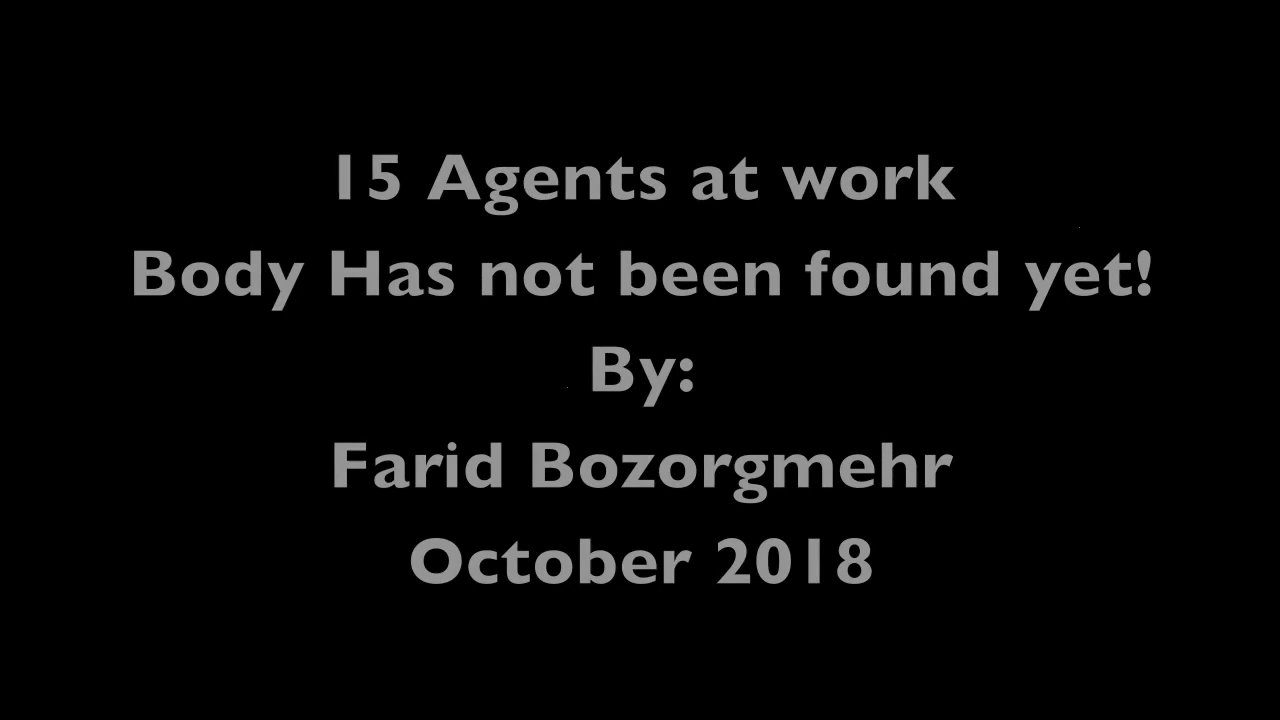 15 Agents at work
Body Has not been found yet!
By:
Farid Bozorgmehr
October 2018